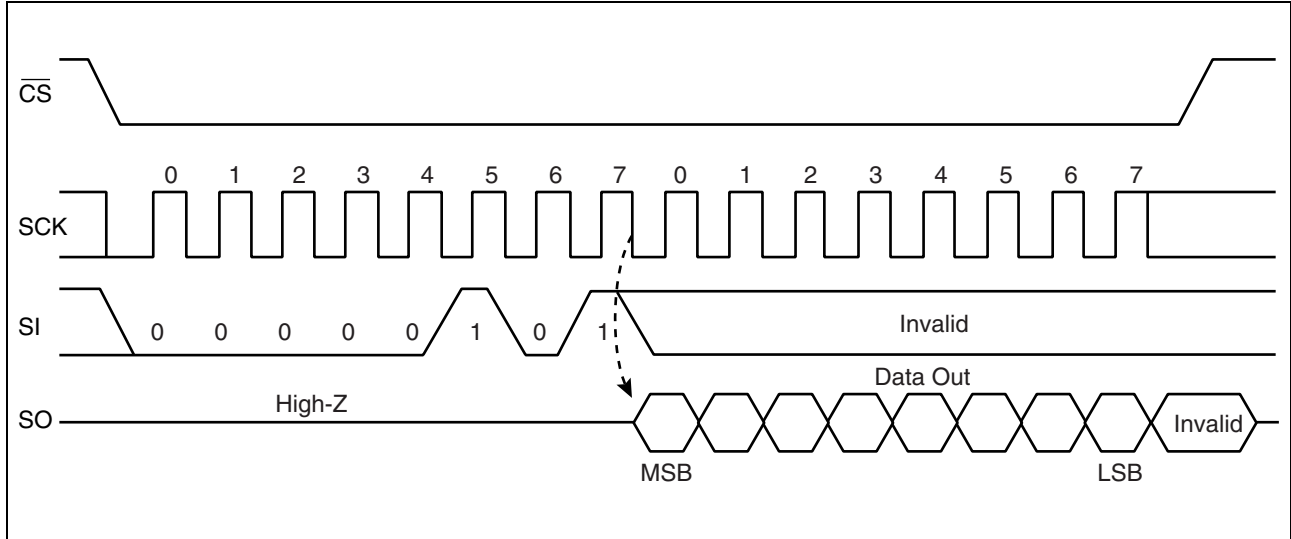 C̅S̅
0 1 2 3 4 5 6 7 0 1 2 3 4 5 6 7
SCK
SI 0 0 0 0 0 1 0 1 Invalid
Data Out
High-Z
SO Invalid
MSB LSB